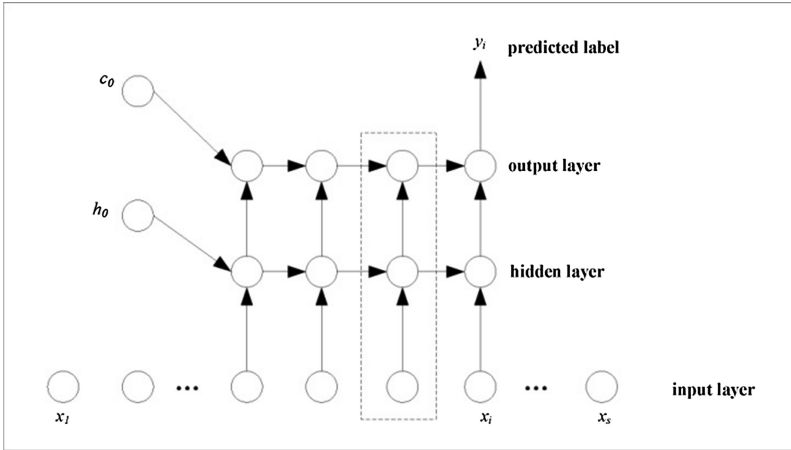 yi predicted label
c0
output layer
h0
hidden layer
... ...
input layer
x1 xi xs